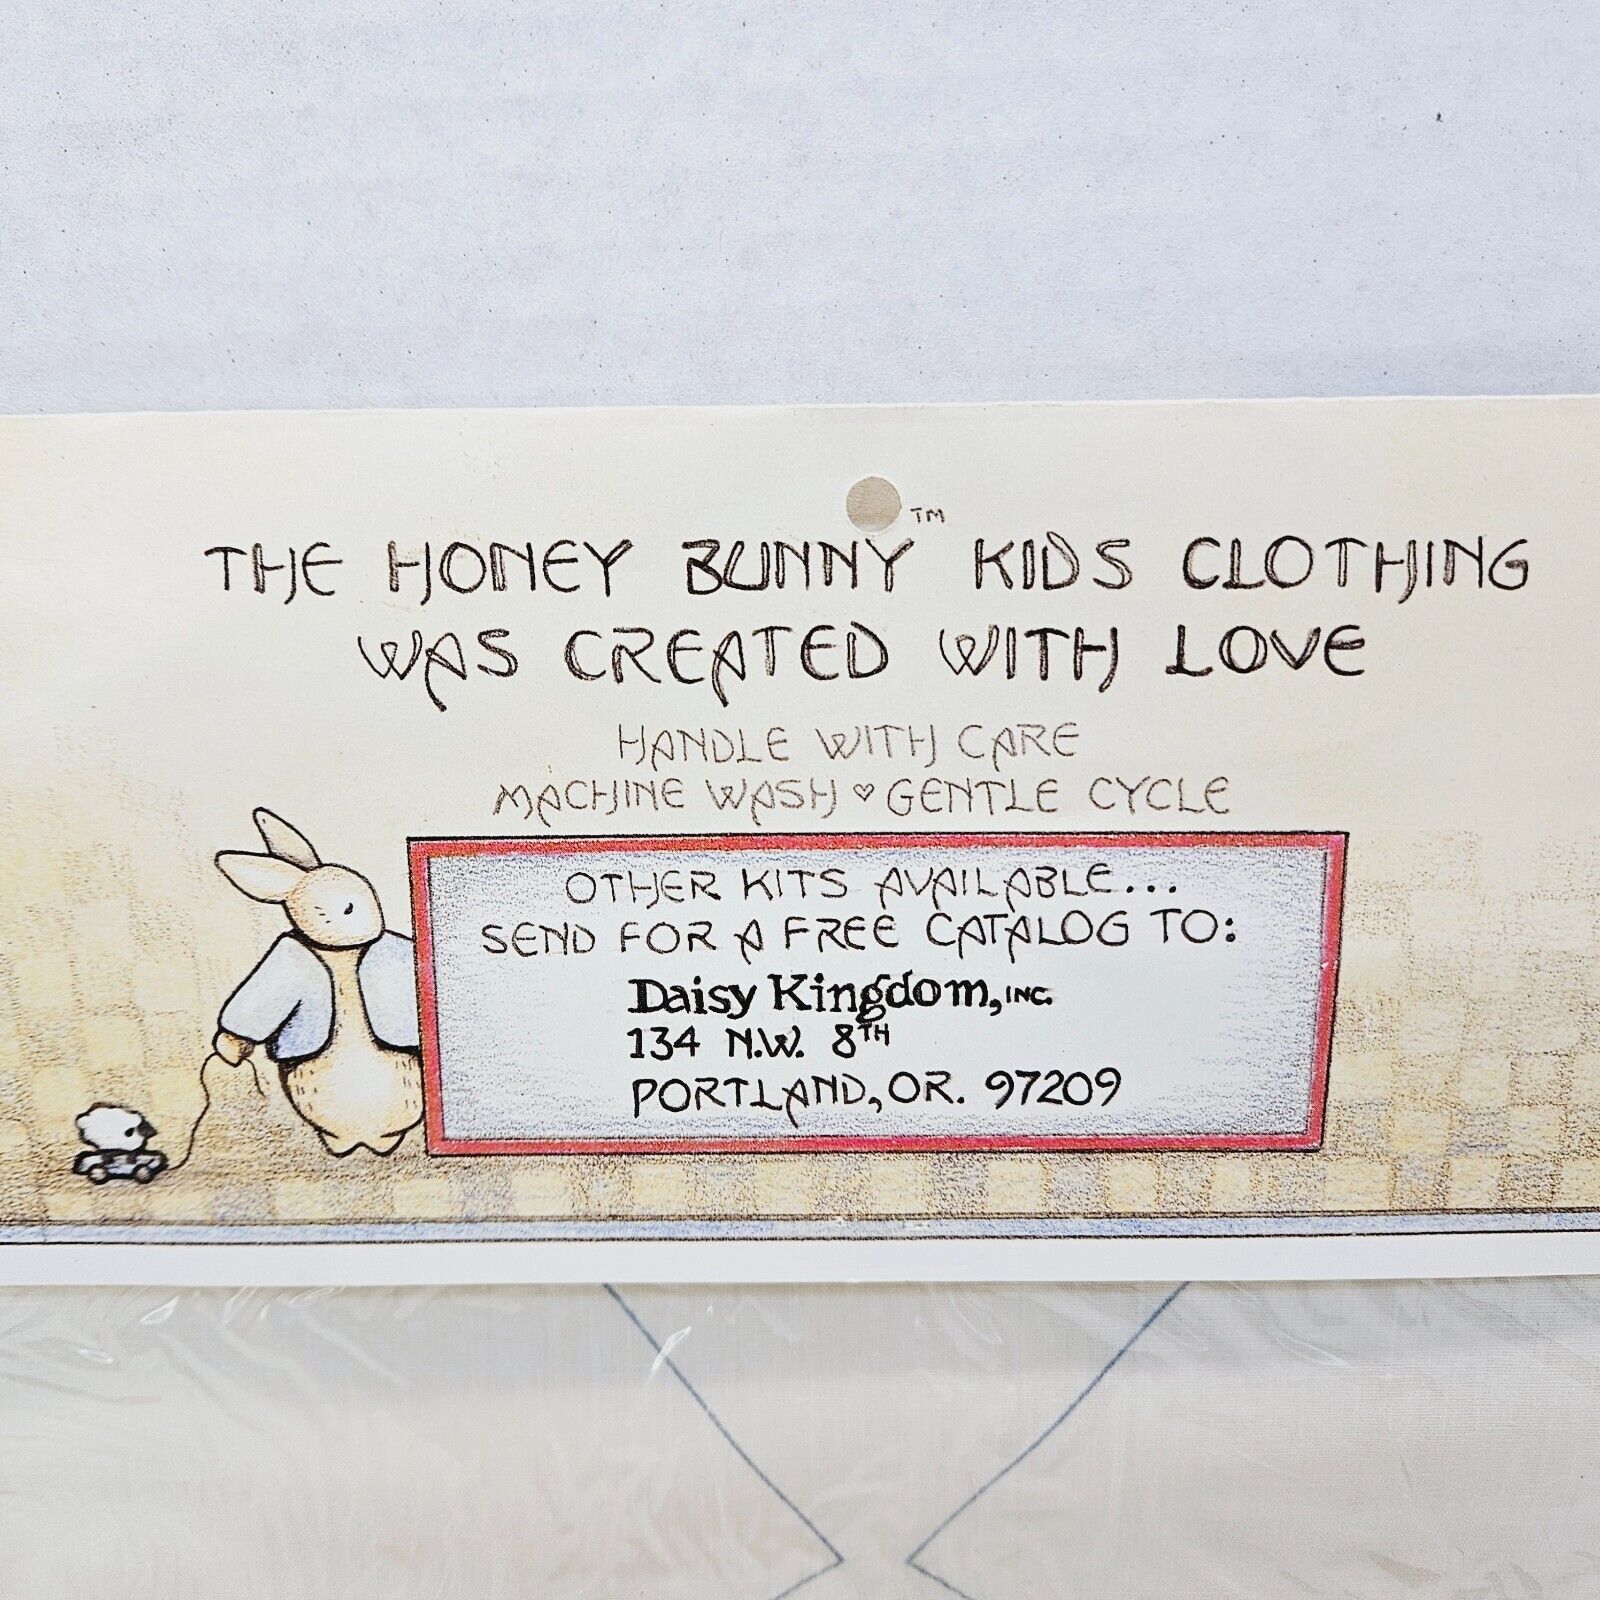 THE HONEY BUNNY™ KIDS CLOTHING
WAS CREATED WITH LOVE
HANDLE WITH CARE
MACHINE WASH ♡ GENTLE CYCLE
OTHER KITS AVAILABLE...
SEND FOR A FREE CATALOG TO:
Daisy Kingdom, INC.
134 N.W. 8TH
PORTLAND, OR. 97209